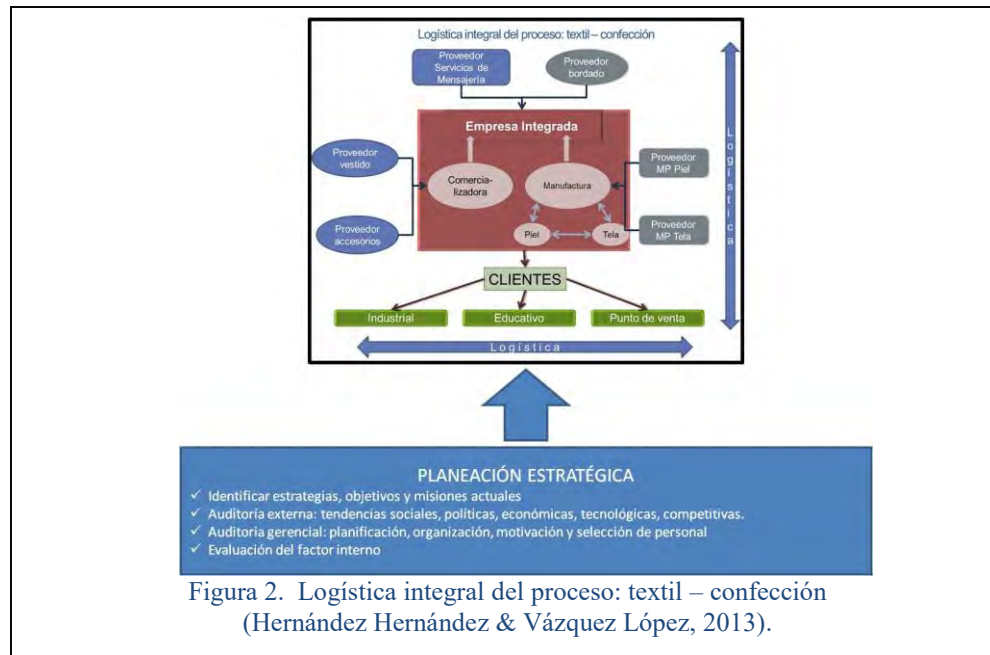 Logística integral del proceso: textil – confección
Proveedor
Servicios de
Mensajería
Proveedor
bordado
Empresa Integrada
Proveedor
vestido
Proveedor
accesorios
Comercia-
lizadora
Manufactura
Piel
Tela
Proveedor
MP Piel
Proveedor
MP Tela
Logística
CLIENTES
Industrial
Educativo
Punto de venta
Logística
PLANEACIÓN ESTRATÉGICA
✓ Identificar estrategias, objetivos y misiones actuales
✓ Auditoría externa: tendencias sociales, políticas, económicas, tecnológicas, competitivas.
✓ Auditoria gerencial: planificación, organización, motivación y selección de personal
✓ Evaluación del factor interno
Figura 2. Logística integral del proceso: textil – confección
(Hernández Hernández & Vázquez López, 2013).